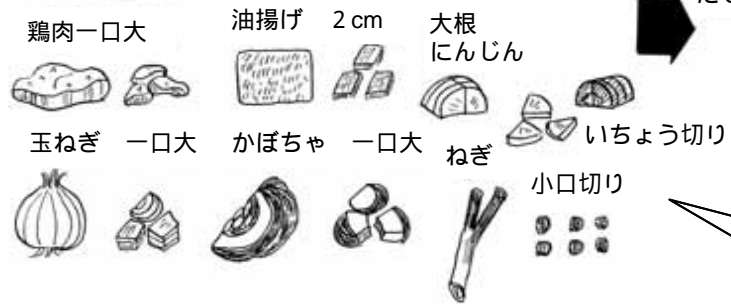 鶏肉一口大
油揚げ 2cm
大根
にんじん
いちょう切り
玉ねぎ 一口大
かぼちゃ 一口大
ねぎ
小口切り